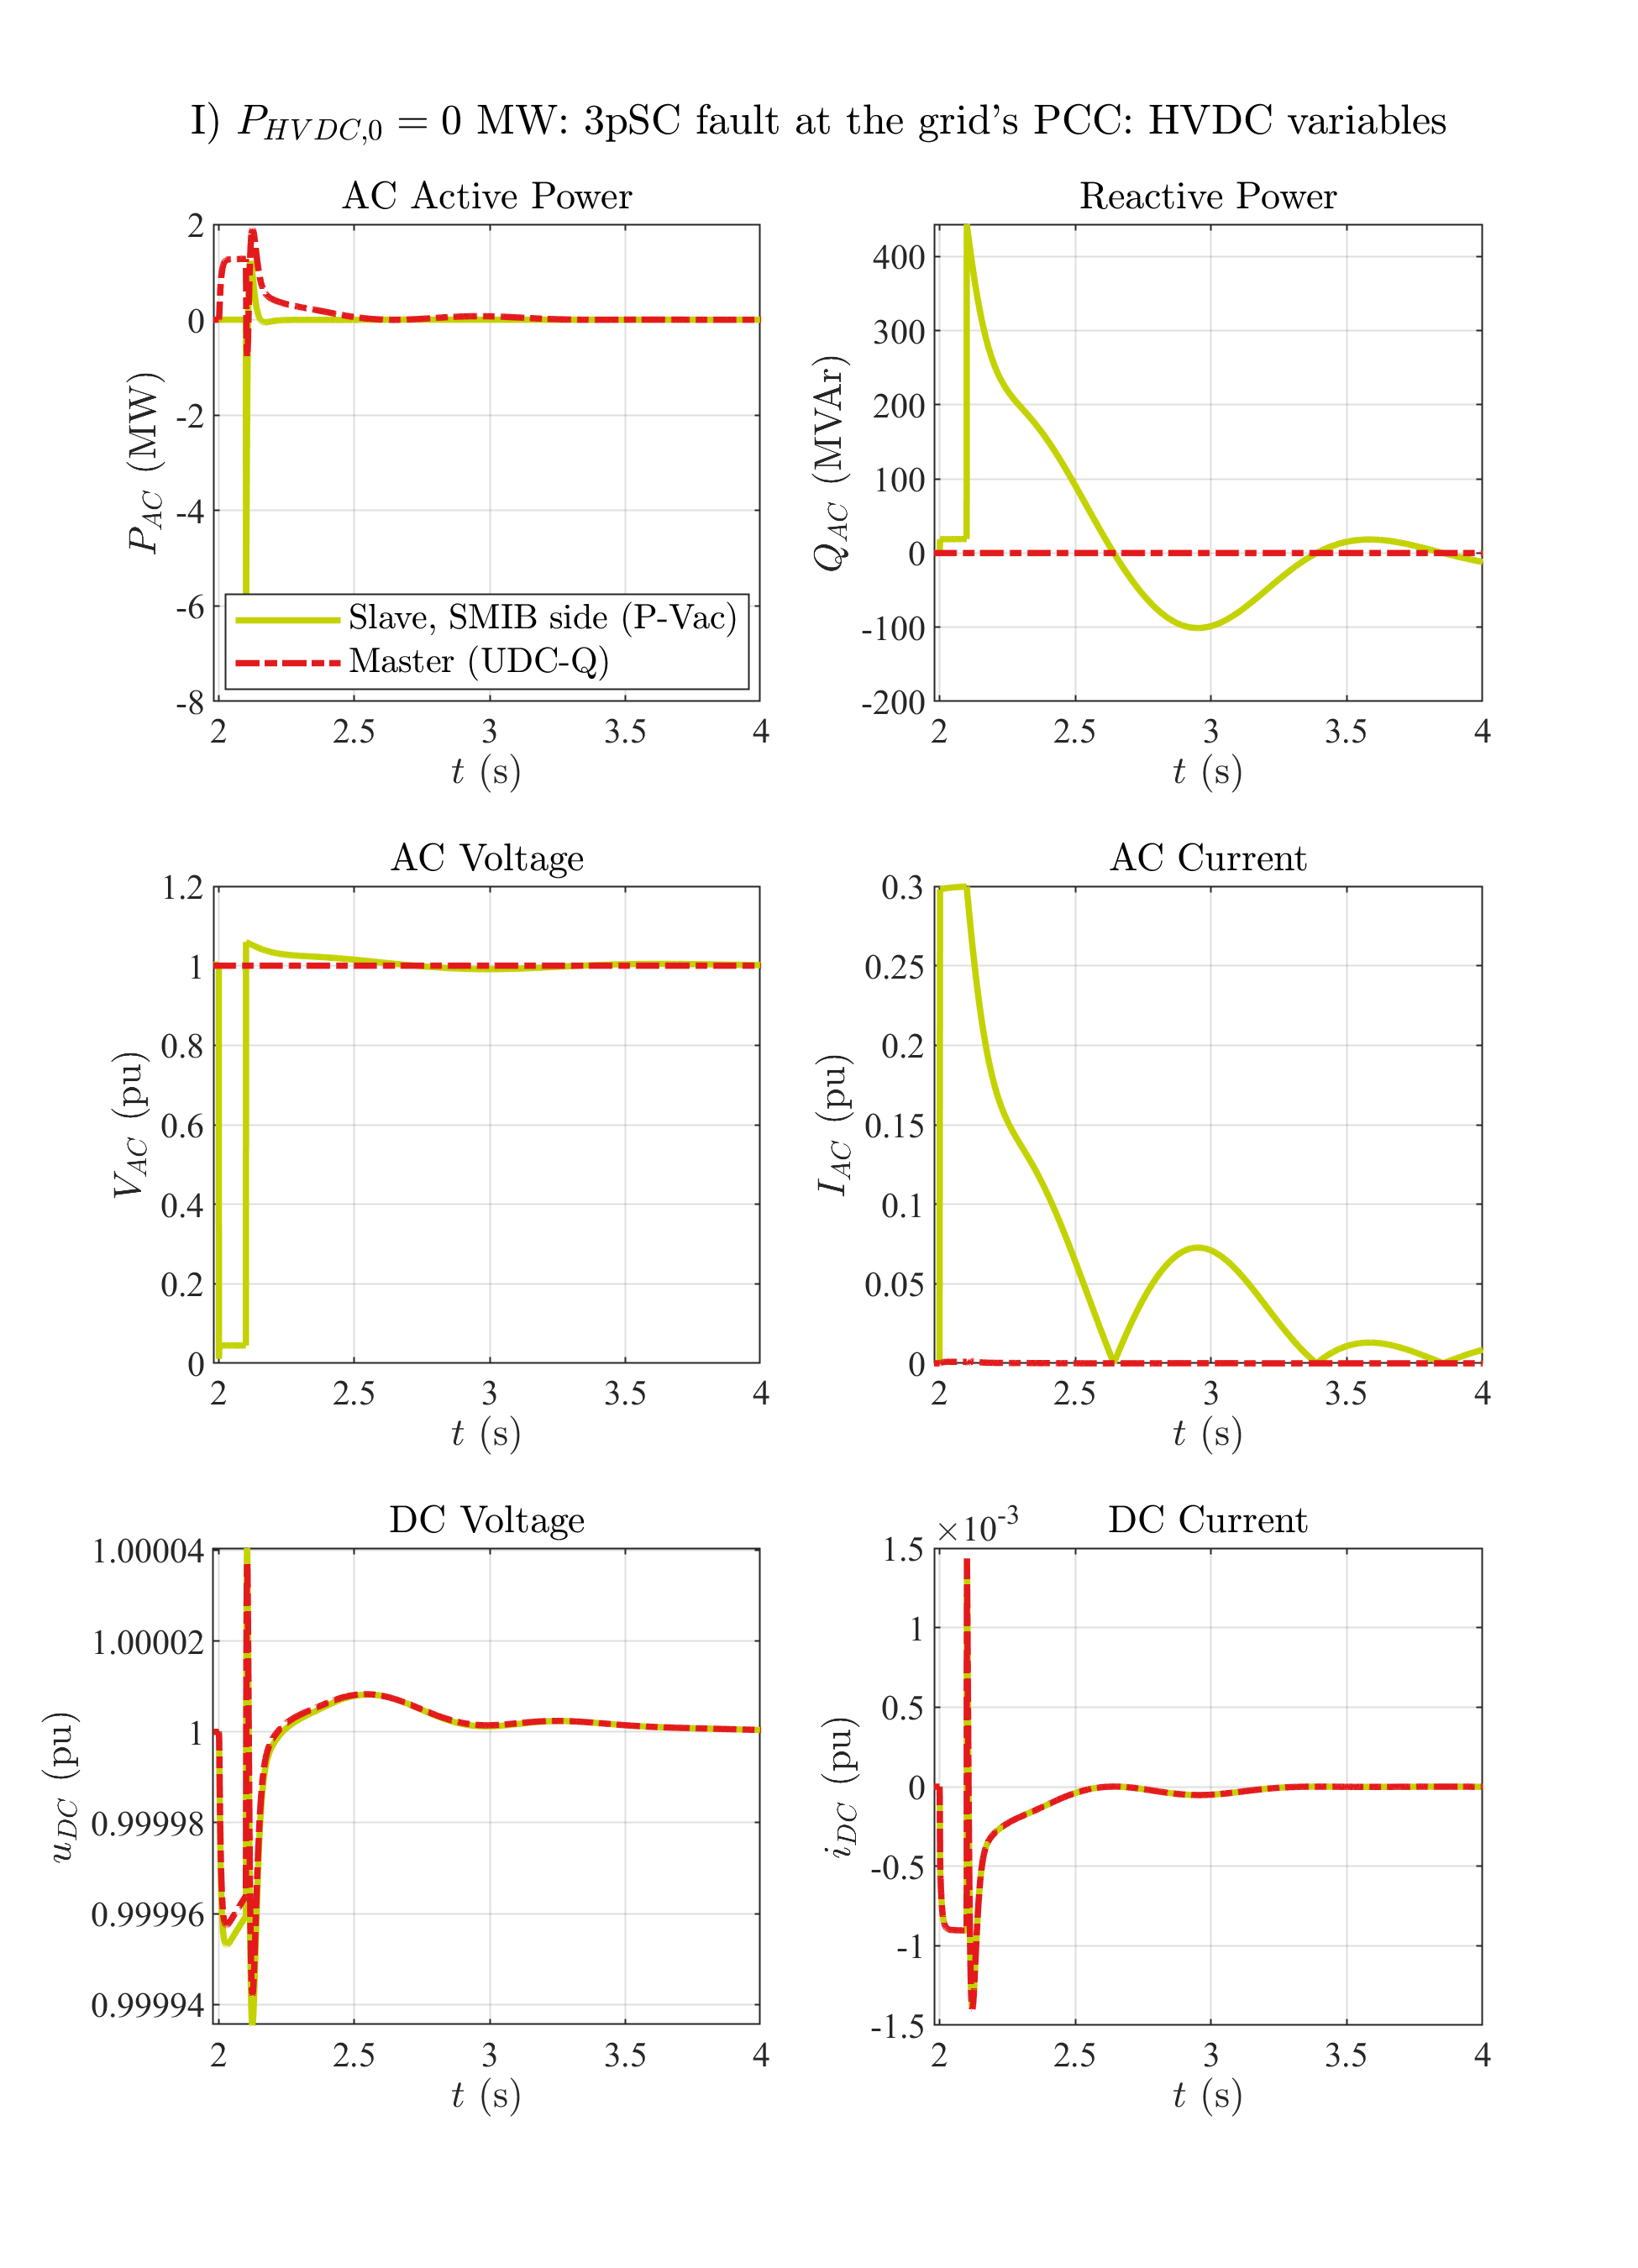 I) P_{HVDC,0} = 0 MW: 3pSC fault at the grid's PCC: HVDC variables
AC Active Power
P_{AC} (MW)
2
0
-2
-4
-6
-8
Slave, SMIB side (P-Vac)
Master (UDC-Q)
2 2.5 3 3.5 4
t (s)
Reactive Power
Q_{AC} (MVAr)
400
300
200
100
0
-100
-200
2 2.5 3 3.5 4
t (s)
AC Voltage
V_{AC} (pu)
1.2
1
0.8
0.6
0.4
0.2
0
2 2.5 3 3.5 4
t (s)
AC Current
I_{AC} (pu)
0.3
0.25
0.2
0.15
0.1
0.05
0
2 2.5 3 3.5 4
t (s)
DC Voltage
u_{DC} (pu)
1.00004
1.00002
1
0.99998
0.99996
0.99994
2 2.5 3 3.5 4
t (s)
DC Current
×10^{-3}
i_{DC} (pu)
1.5
1
0.5
0
-0.5
-1
-1.5
2 2.5 3 3.5 4
t (s)